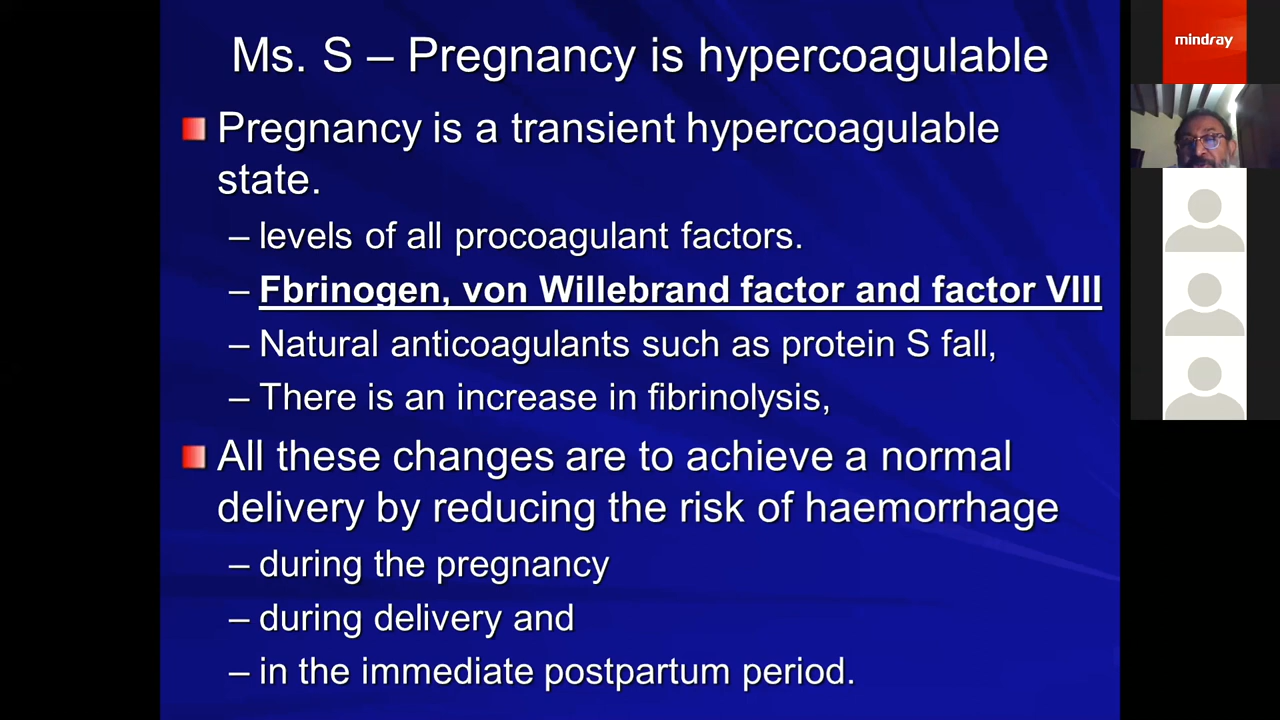 Ms. S – Pregnancy is hypercoagulable
Pregnancy is a transient hypercoagulable
state.
– levels of all procoagulant factors.
– Fbrinogen, von Willebrand factor and factor VIII
– Natural anticoagulants such as protein S fall,
– There is an increase in fibrinolysis,
All these changes are to achieve a normal
delivery by reducing the risk of haemorrhage
– during the pregnancy
– during delivery and
– in the immediate postpartum period.
mindray